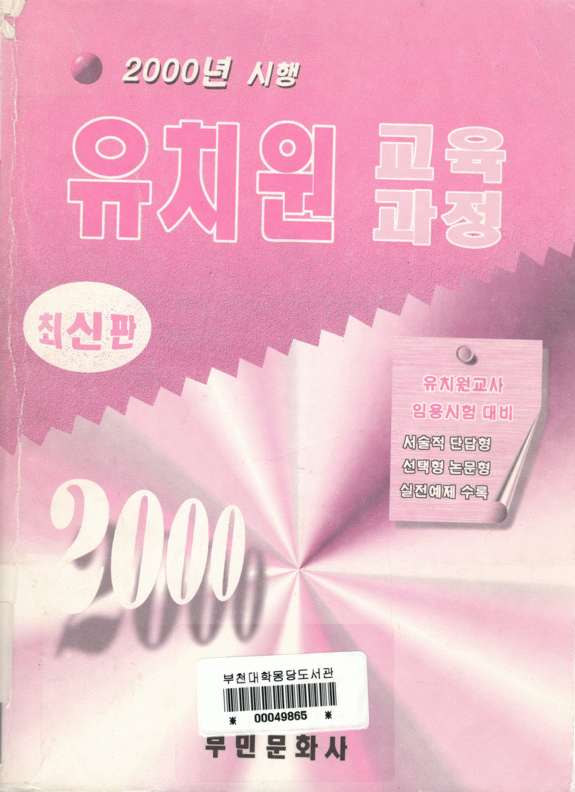 2000년 시행
유치원 교육
과정
최신판
유치원교사
임용시험 대비
서술적 단답형
선택형 논문형
실전예제 수록
2000
부천대학몽당도서관
* 00049865 *
무민문화사